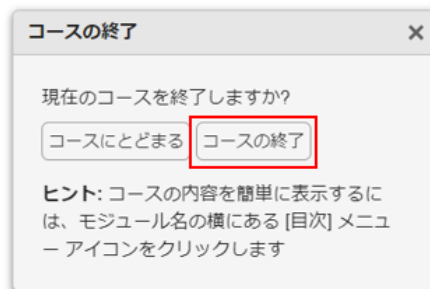 コースの終了
×
現在のコースを終了しますか?
コースにとどまる コースの終了
ヒント: コースの内容を簡単に表示するに
は、モジュール名の横にある [目次] メニュ
ー アイコンをクリックします